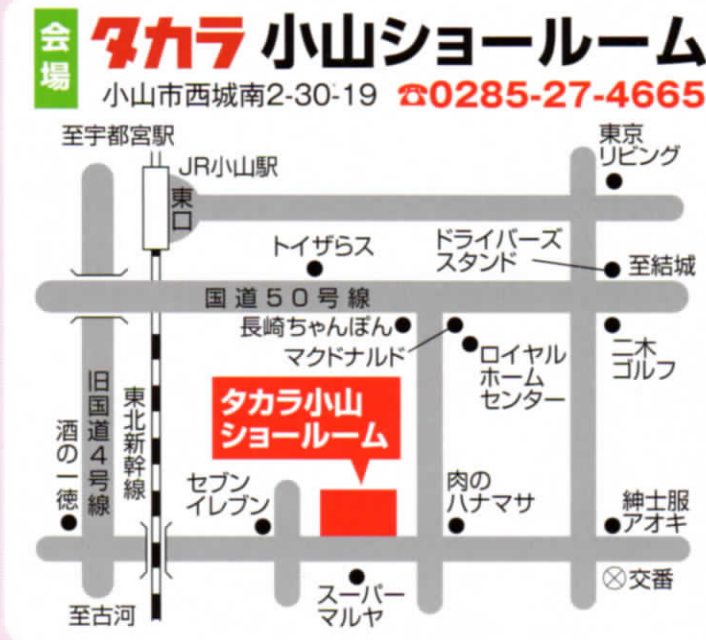 会場
タカラ 小山ショールーム
小山市西城南2-30-19 ☎0285-27-4665
至宇都宮駅
JR小山駅
東口
東京
リビング
トイザらス
ドライバーズ
スタンド
至結城
国道50号線
長崎ちゃんぽん
マクドナルド
ロイヤル
ホーム
センター
二木
ゴルフ
旧国道4号線
東北新幹線
酒の一徳
タカラ小山
ショールーム
セブン
イレブン
肉の
ハナマサ
紳士服
アオキ
スーパー
マルヤ
交番
至古河